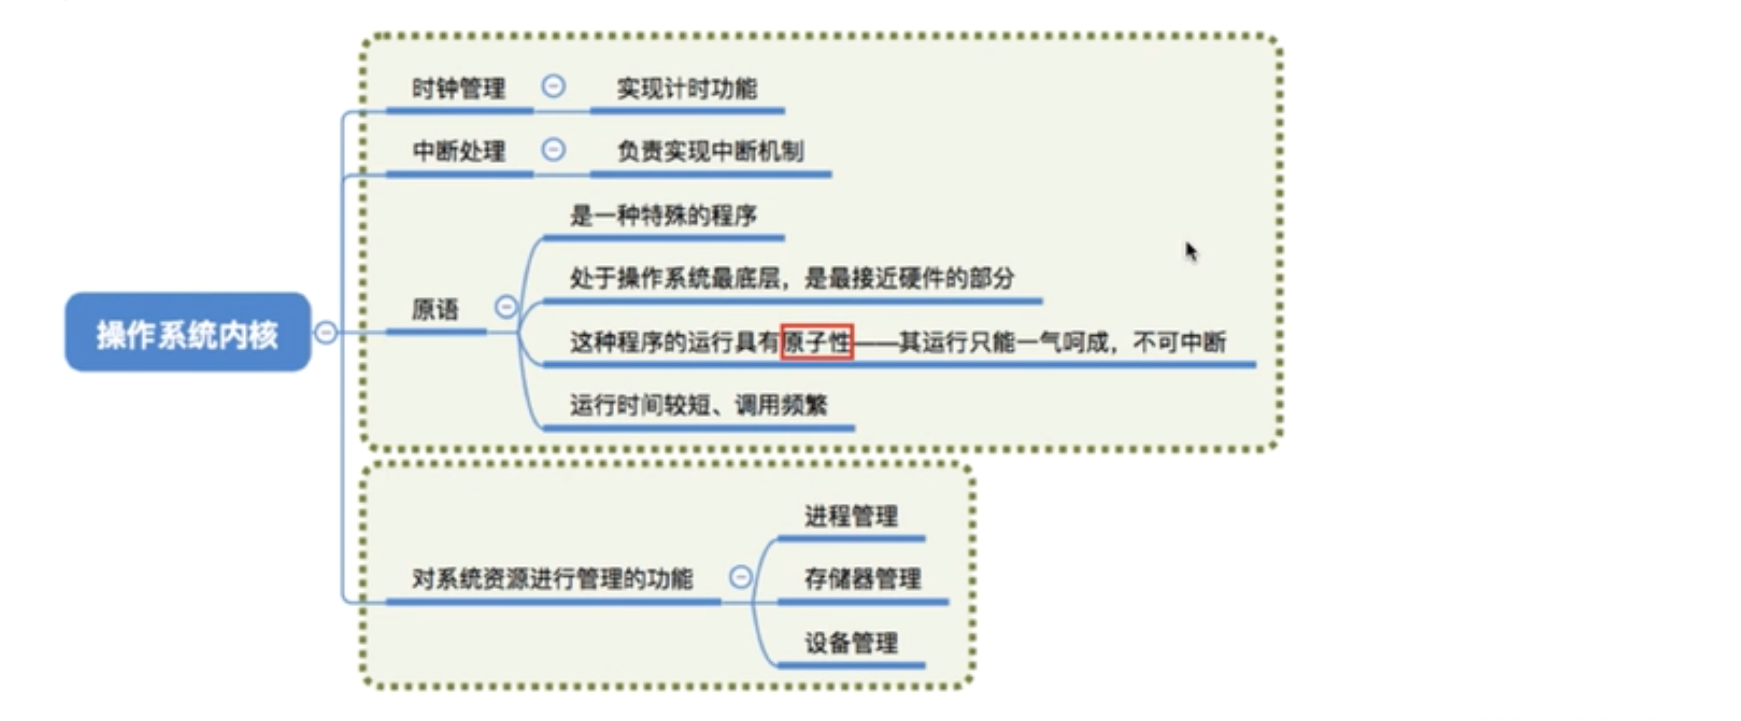 操作系统内核
时钟管理
实现计时功能
中断处理
负责实现中断机制
原语
是一种特殊的程序
处于操作系统最底层，是最接近硬件的部分
这种程序的运行具有原子性——其运行只能一气呵成，不可中断
运行时间较短、调用频繁
对系统资源进行管理的功能
进程管理
存储器管理
设备管理